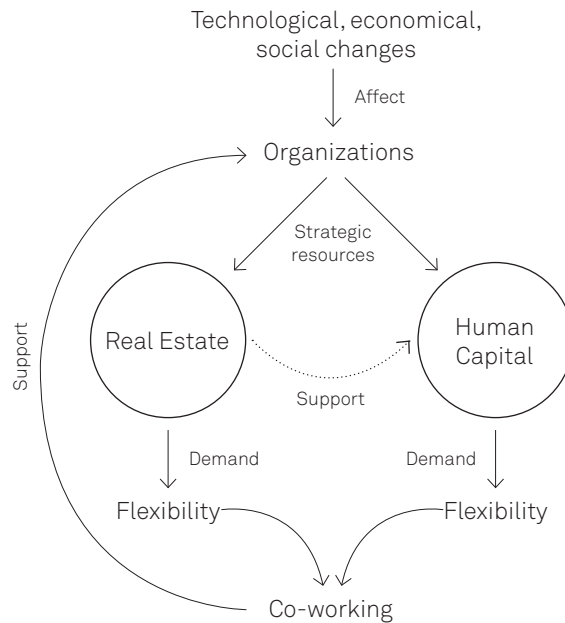 Technological, economical,
social changes
Affect
Organizations
Strategic
resources
Real Estate
Human
Capital
Support
Support
Demand
Demand
Flexibility
Flexibility
Co-working